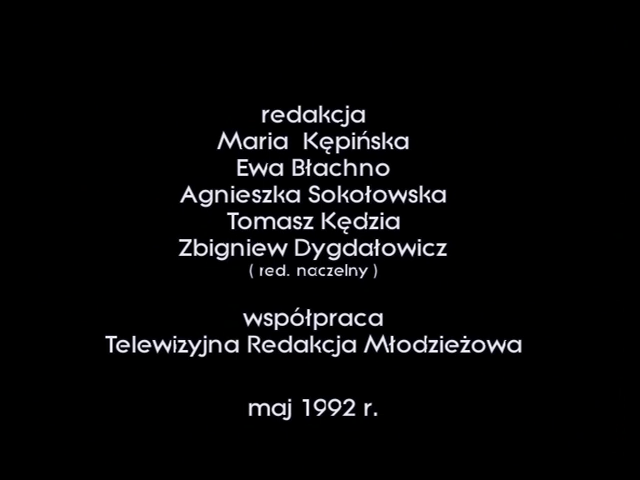 redakcja
Maria Kępińska
Ewa Błachno
Agnieszka Sokołowska
Tomasz Kędzia
Zbigniew Dygdałowicz
( red. naczelny )
współpraca
Telewizyjna Redakcja Młodzieżowa
maj 1992 r.